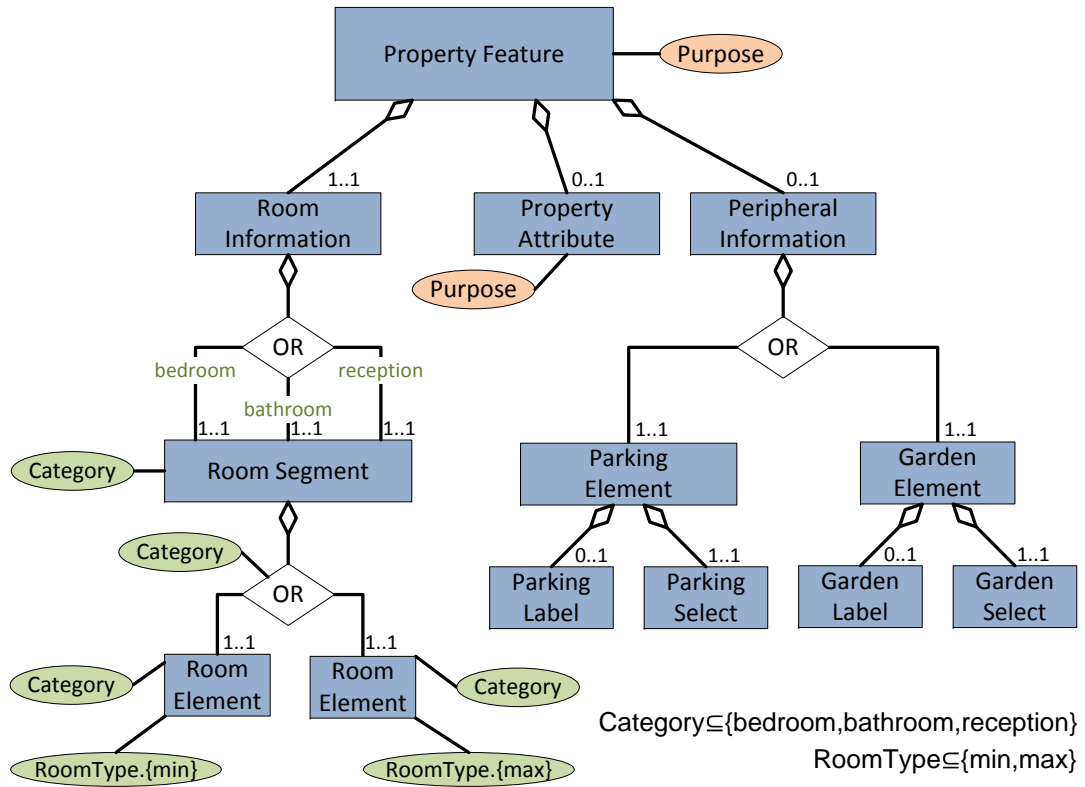 Property Feature
Purpose
1..1
0..1
0..1
Room
Information
Property
Attribute
Peripheral
Information
Purpose
OR
OR
bedroom
reception
bathroom
1..1
1..1
1..1
1..1
1..1
Category
Room Segment
Parking
Element
Garden
Element
Category
OR
0..1
1..1
0..1
1..1
Parking
Label
Parking
Select
Garden
Label
Garden
Select
1..1
1..1
Category
Room
Element
Room
Element
Category
RoomType.{min}
RoomType.{max}
Category⊆{bedroom,bathroom,reception}
RoomType⊆{min,max}